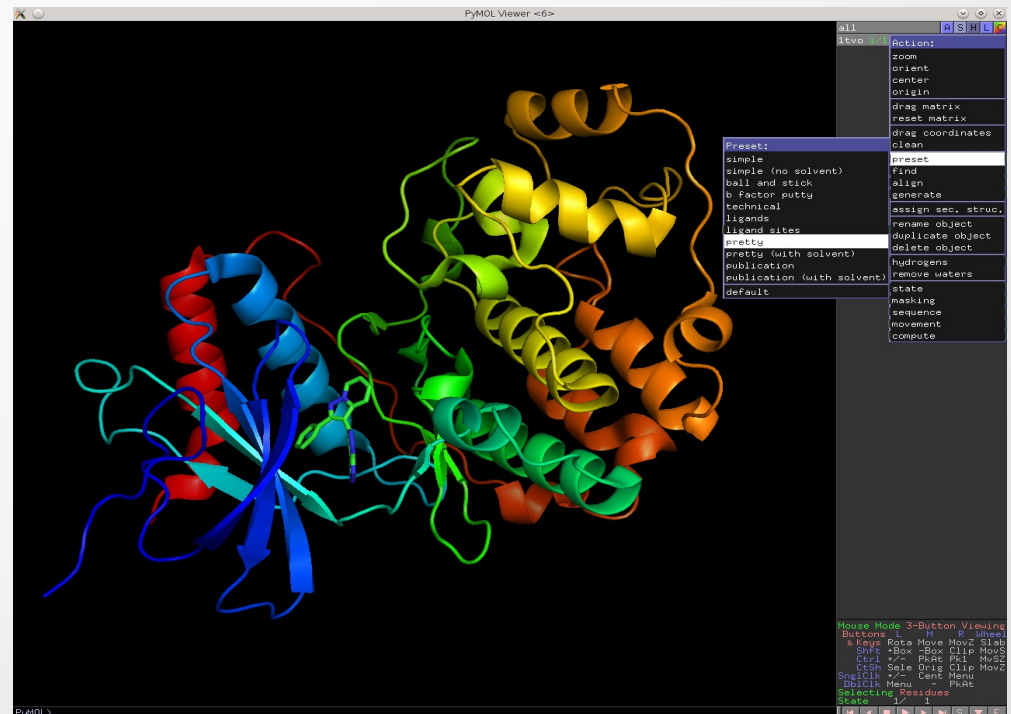 PyMOL Viewer <6>
all A S H L C
1tvo 1/1
Action:
zoom
orient
center
origin
drag matrix
reset matrix
drag coordinates
clean
preset
find
align
generate
assign sec. struc.
rename object
duplicate object
delete object
hydrogens
remove waters
state
masking
sequence
movement
compute
Preset:
simple
simple (no solvent)
ball and stick
b factor putty
technical
ligands
ligand sites
pretty
pretty (with solvent)
publication
publication (with solvent)
default
Mouse Mode 3-Button Viewing
Buttons L M R Wheel
& Keys Rota Move MovZ Slab
Shft +Box -Box Clip MovS
Ctrl +/- PkAt Pk1 MvSZ
CtSh Sele Orig Clip MovZ
SnglClk +/- Cent Menu
DblClk Menu - PkAt
Selecting Residues
State 1/ 1
PyMOL>_
S F